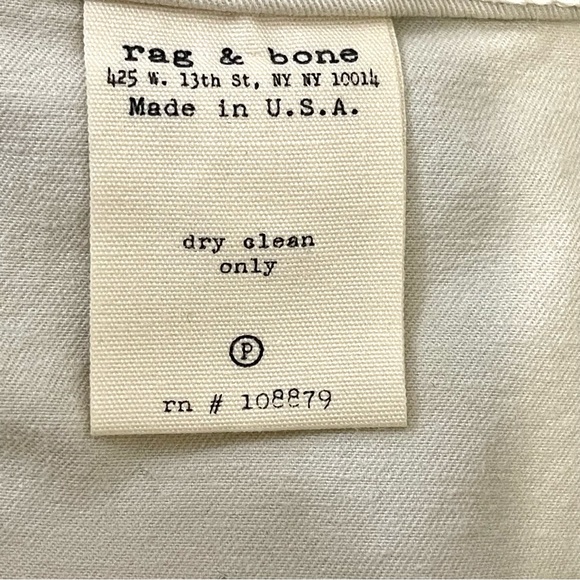 rag & bone
425 W. 13th St, NY NY 10014
Made in U.S.A.
dry clean
only
P
rn # 108879